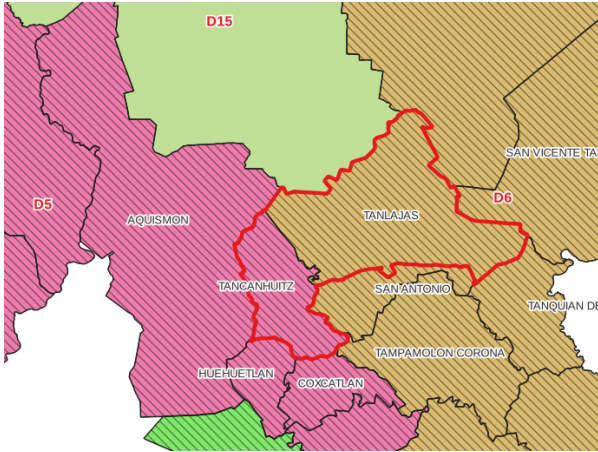 D15
SAN VICENTE TA
D6
D5
TANLAJAS
AQUISMON
TANCANHUITZ
SAN ANTONIO
TANQUIAN DE
TAMPAMOLON CORONA
HUEHUETLAN
COXCATLAN